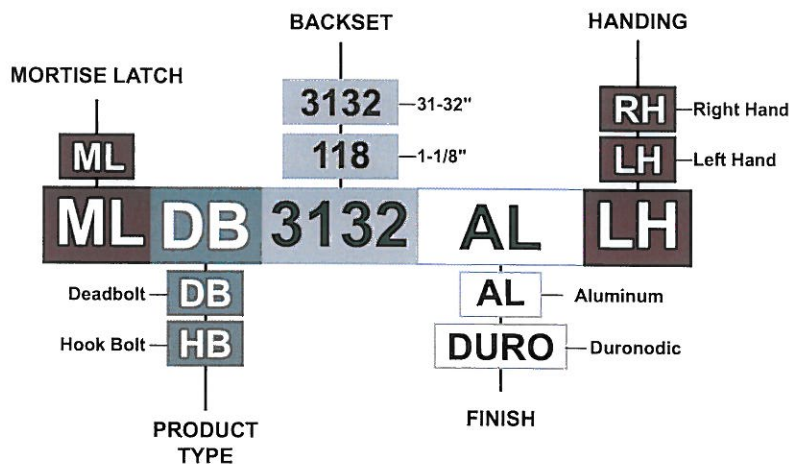 BACKSET
HANDING
MORTISE LATCH
3132 31-32"
RH Right Hand
ML
118 1-1/8"
LH Left Hand
ML DB 3132 AL LH
Deadbolt DB
AL Aluminum
Hook Bolt HB
DURO Duronodic
PRODUCT
TYPE
FINISH